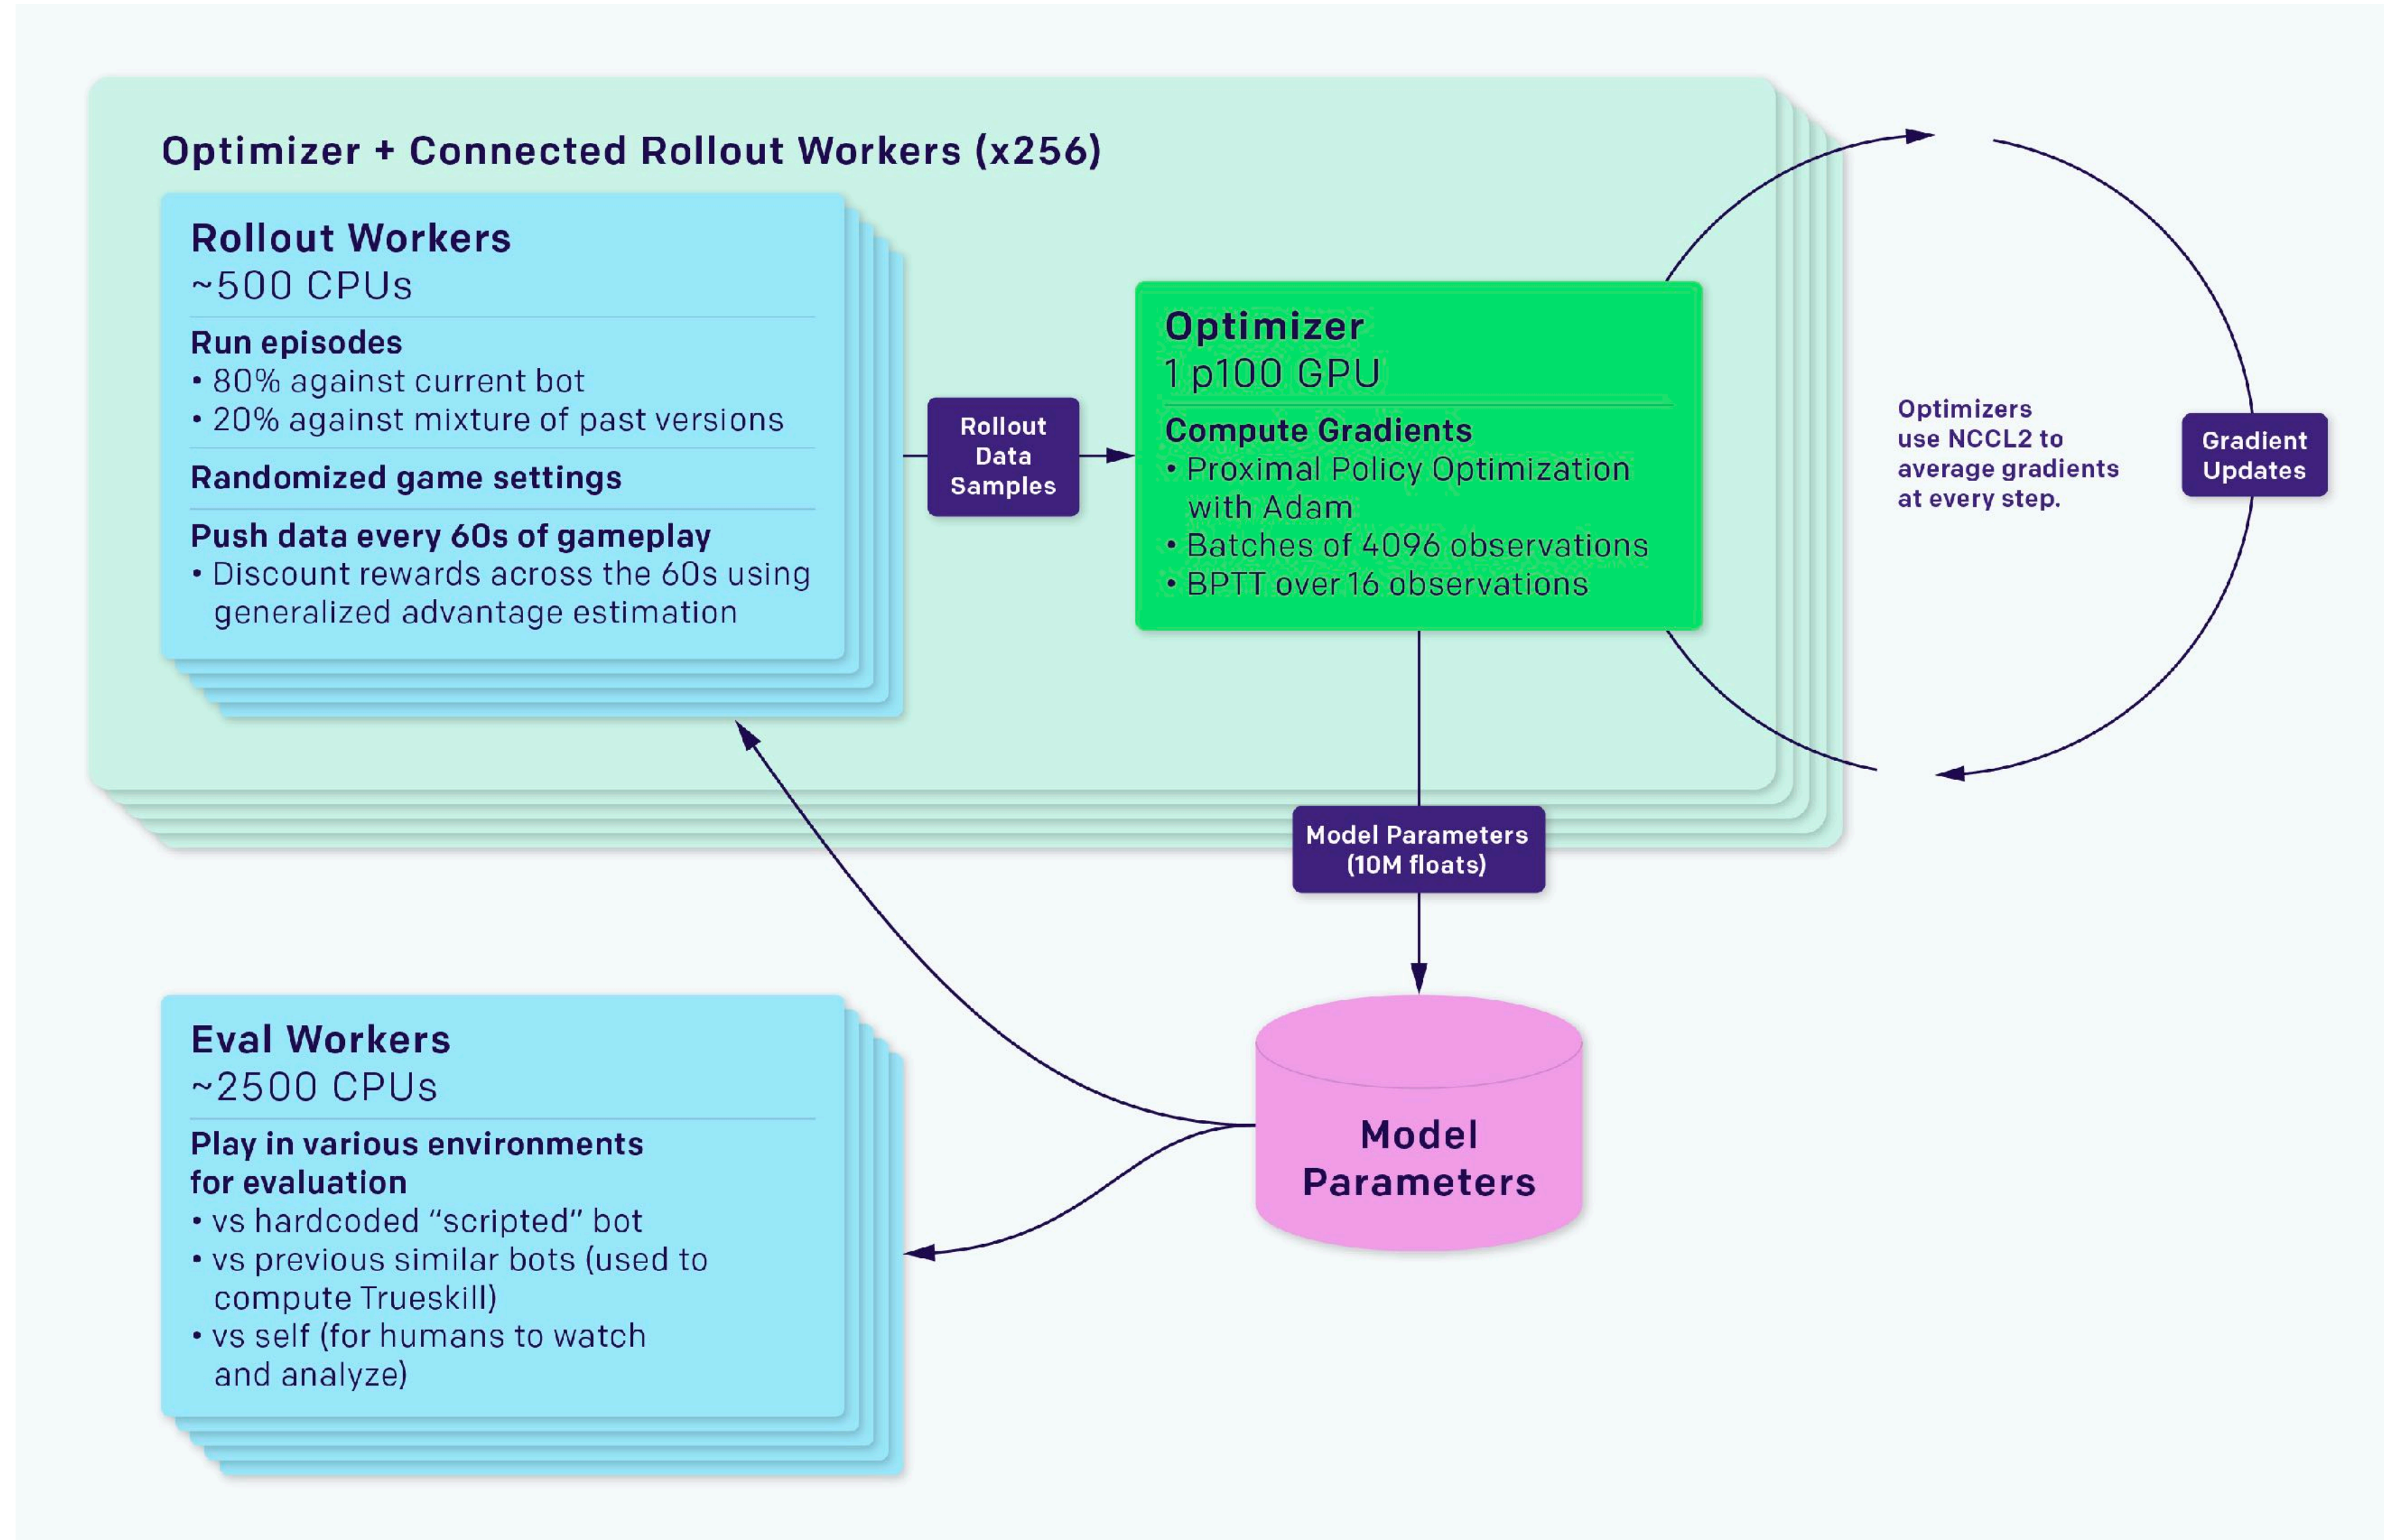 Optimizer + Connected Rollout Workers (x256)
Rollout Workers
~500 CPUs
Run episodes
• 80% against current bot
• 20% against mixture of past versions
Randomized game settings
Push data every 60s of gameplay
• Discount rewards across the 60s using
generalized advantage estimation
Rollout
Data
Samples
Optimizer
1 p100 GPU
Compute Gradients
• Proximal Policy Optimization
with Adam
• Batches of 4096 observations
• BPTT over 16 observations
Optimizers
use NCCL2 to
average gradients
at every step.
Gradient
Updates
Model Parameters
(10M floats)
Eval Workers
~2500 CPUs
Play in various environments
for evaluation
• vs hardcoded “scripted” bot
• vs previous similar bots (used to
compute Trueskill)
• vs self (for humans to watch
and analyze)
Model
Parameters